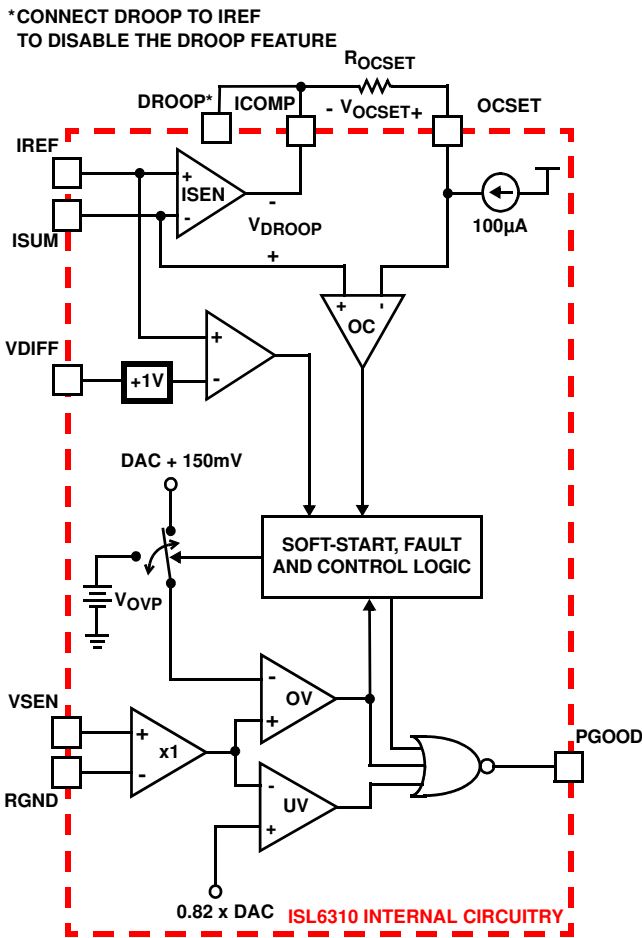 *CONNECT DROOP TO IREF
TO DISABLE THE DROOP FEATURE
ROCSET
DROOP*
ICOMP
- VOCSET+
OCSET
IREF
+
ISEN
-
ISUM
-
VDROOP
+
100µA
+ -
OC
VDIFF
+1V
+
-
DAC + 150mV
SOFT-START, FAULT
AND CONTROL LOGIC
VOVP
-
OV
+
VSEN
+
x1
-
RGND
PGOOD
-
UV
+
0.82 x DAC
ISL6310 INTERNAL CIRCUITRY